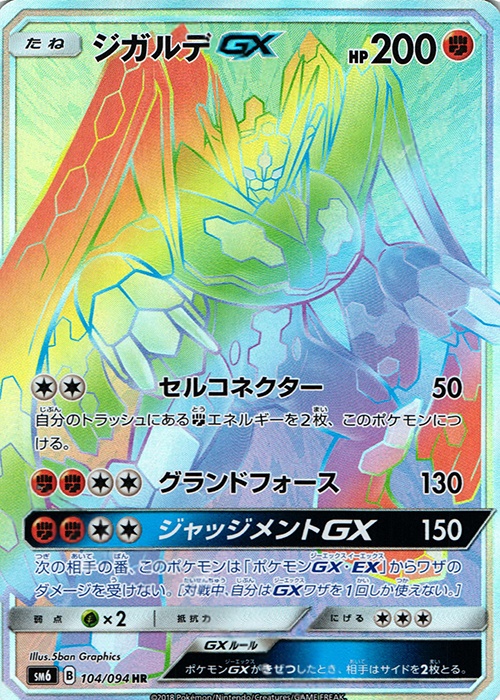 たね ジガルデGX HP200
セルコネクター 50
自分のトラッシュにあるエネルギーを2枚、このポケモンにつ
ける。
グランドフォース 130
ジャッジメントGX 150
次の相手の番、このポケモンは「ポケモンGX・EX」からワザの
ダメージを受けない。[対戦中、自分はGXワザを1回しか使えない。]
弱点 ×2 抵抗力 にげる
Illus.5ban Graphics
GXルール
SM6 B 104/094 HR
ポケモンGXがきぜつしたとき、相手はサイドを2枚とる。
©2018 Pokémon/Nintendo/Creatures/GAME FREAK.